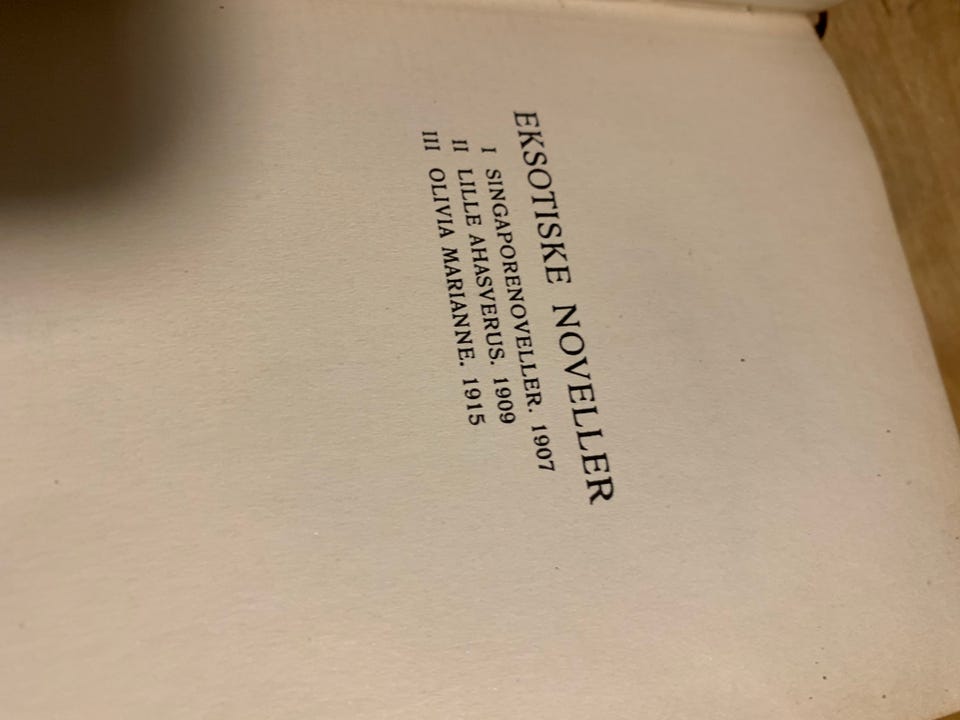 EKSOTISKE NOVELLER
I SINGAPORENOVELLER. 1907
II LILLE AHASVERUS. 1909
III OLIVIA MARIANNE. 1915